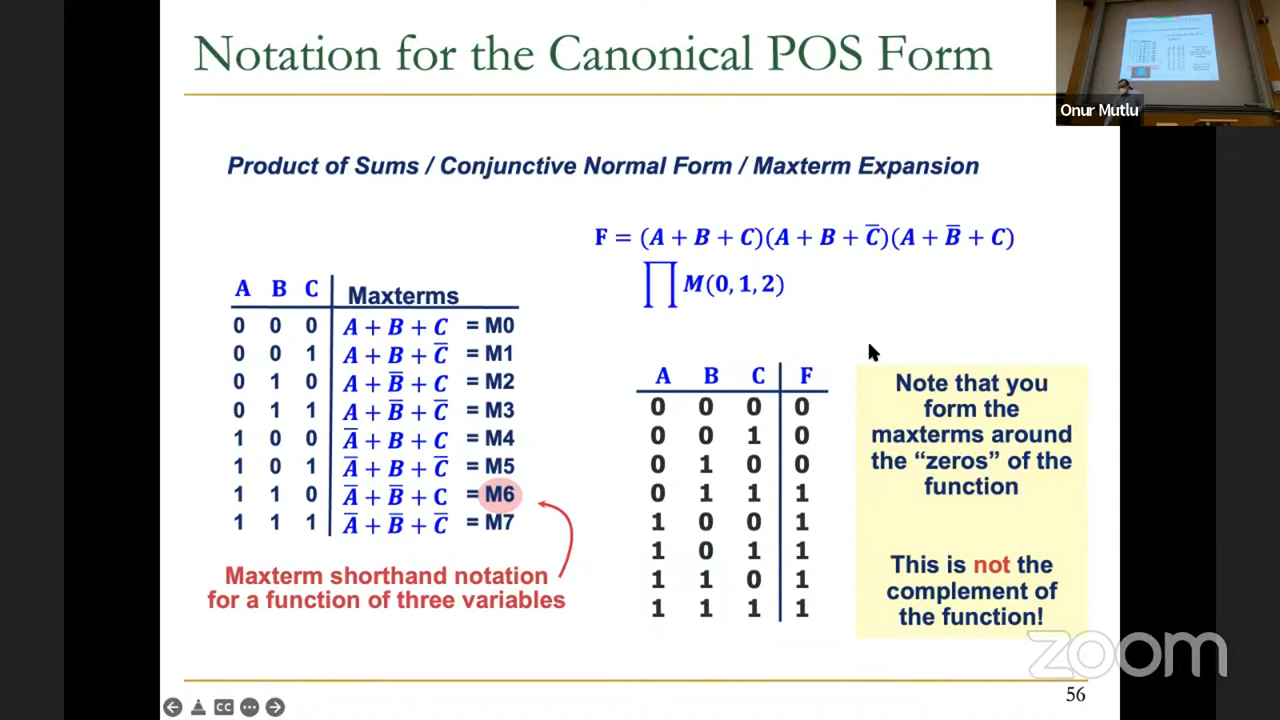 Notation for the Canonical POS Form
Onur Mutlu
Product of Sums / Conjunctive Normal Form / Maxterm Expansion
F = (A + B + C)(A + B + C̅)(A + B̅ + C)
∏ M(0, 1, 2)
A B C Maxterms
0 0 0 A + B + C = M0
0 0 1 A + B + C̅ = M1
0 1 0 A + B̅ + C = M2
0 1 1 A + B̅ + C̅ = M3
1 0 0 A̅ + B + C = M4
1 0 1 A̅ + B + C̅ = M5
1 1 0 A̅ + B̅ + C = M6
1 1 1 A̅ + B̅ + C̅ = M7
Maxterm shorthand notation
for a function of three variables
A B C F
0 0 0 0
0 0 1 0
0 1 0 0
0 1 1 1
1 0 0 1
1 0 1 1
1 1 0 1
1 1 1 1
Note that you
form the
maxterms around
the “zeros” of the
function
This is not the
complement of
the function!
zoom
CC
56